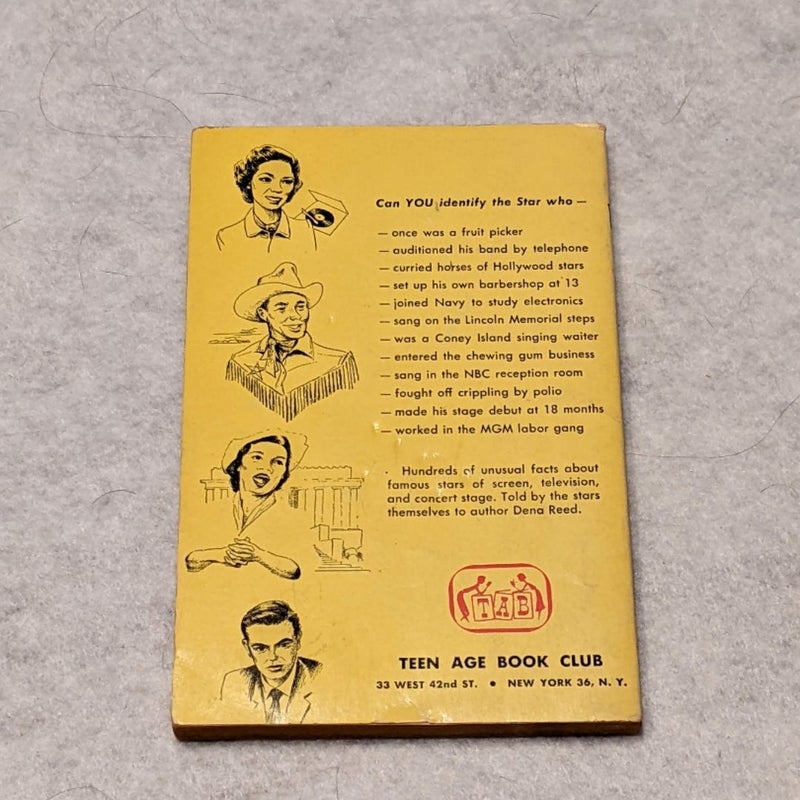 Can YOU identify the Star who —
— once was a fruit picker
— auditioned his band by telephone
— curried horses of Hollywood stars
— set up his own barbershop at 13
— joined Navy to study electronics
— sang on the Lincoln Memorial steps
— was a Coney Island singing waiter
— entered the chewing gum business
— sang in the NBC reception room
— fought off crippling by polio
— made his stage debut at 18 months
— worked in the MGM labor gang
Hundreds of unusual facts about
famous stars of screen, television,
and concert stage. Told by the stars
themselves to author Dena Reed.
TAB
TEEN AGE BOOK CLUB
33 WEST 42nd ST. • NEW YORK 36, N. Y.